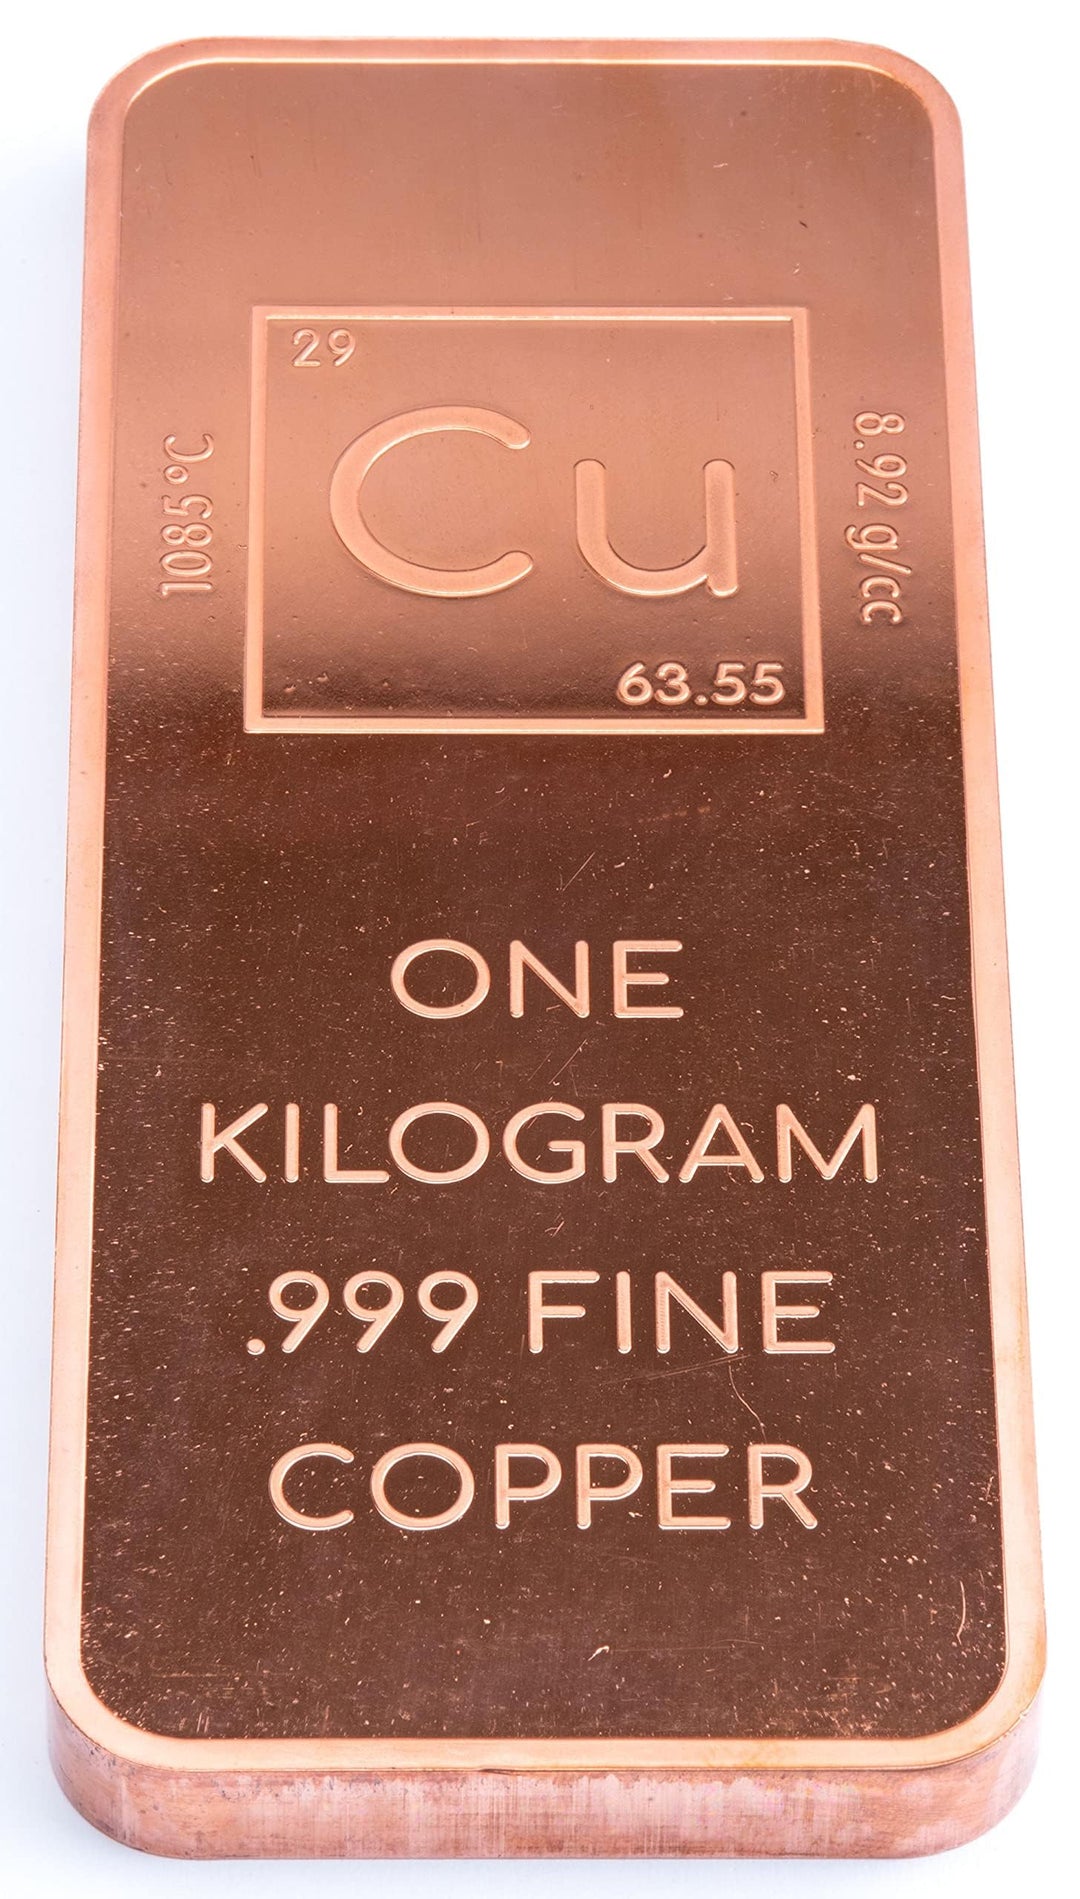 29
Cu
63.55
1085°C
8.92 g/cc
ONE
KILOGRAM
.999 FINE
COPPER